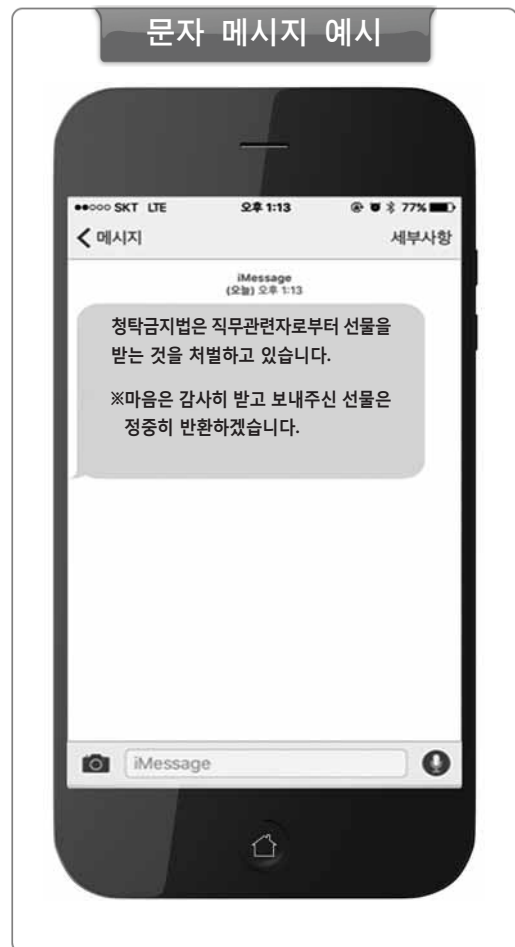 문자 메시지 예시
●●○○○ SKT LTE 오후 1:13 77%
메시지 세부사항
iMessage
(오늘) 오후 1:13
청탁금지법은 직무관련자로부터 선물을
받는 것을 처벌하고 있습니다.
※마음은 감사히 받고 보내주신 선물은
정중히 반환하겠습니다.
iMessage